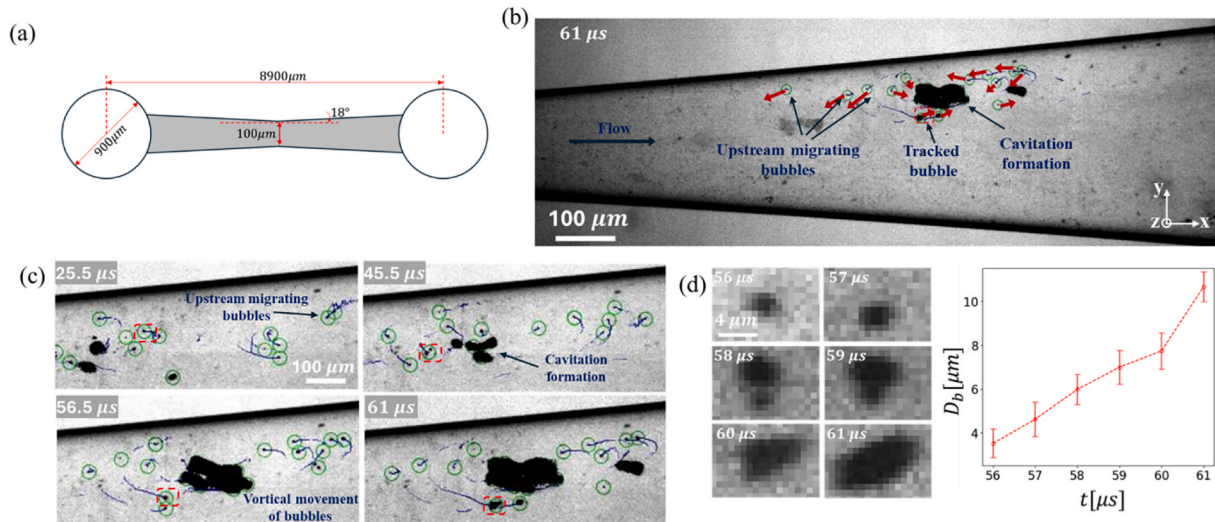 (a)
8900μm
18°
900μm
100μm
(b)
61 μs
Flow
Upstream migrating
bubbles
Tracked
bubble
Cavitation
formation
100 μm
y
z
x
(c)
25.5 μs
Upstream migrating
bubbles
100 μm
45.5 μs
Cavitation
formation
56.5 μs
Vortical movement
of bubbles
61 μs
(d)
56 μs
57 μs
4 μm
58 μs
59 μs
60 μs
61 μs
D_b[μm]
10
8
6
4
56
57
58
59
60
61
t[μs]